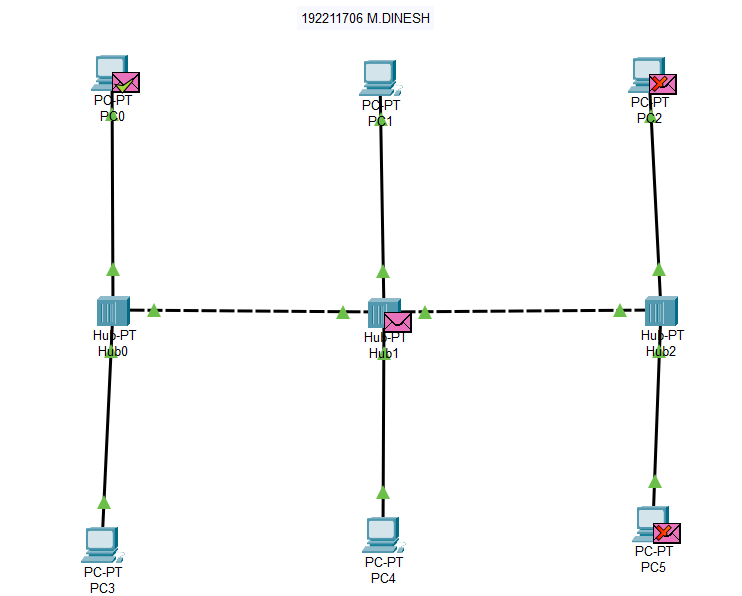 192211706 M.DINESH
PC-PT
PC0
PC-PT
PC1
PC-PT
PC2
Hub-PT
Hub0
Hub-PT
Hub1
Hub-PT
Hub2
PC-PT
PC3
PC-PT
PC4
PC-PT
PC5